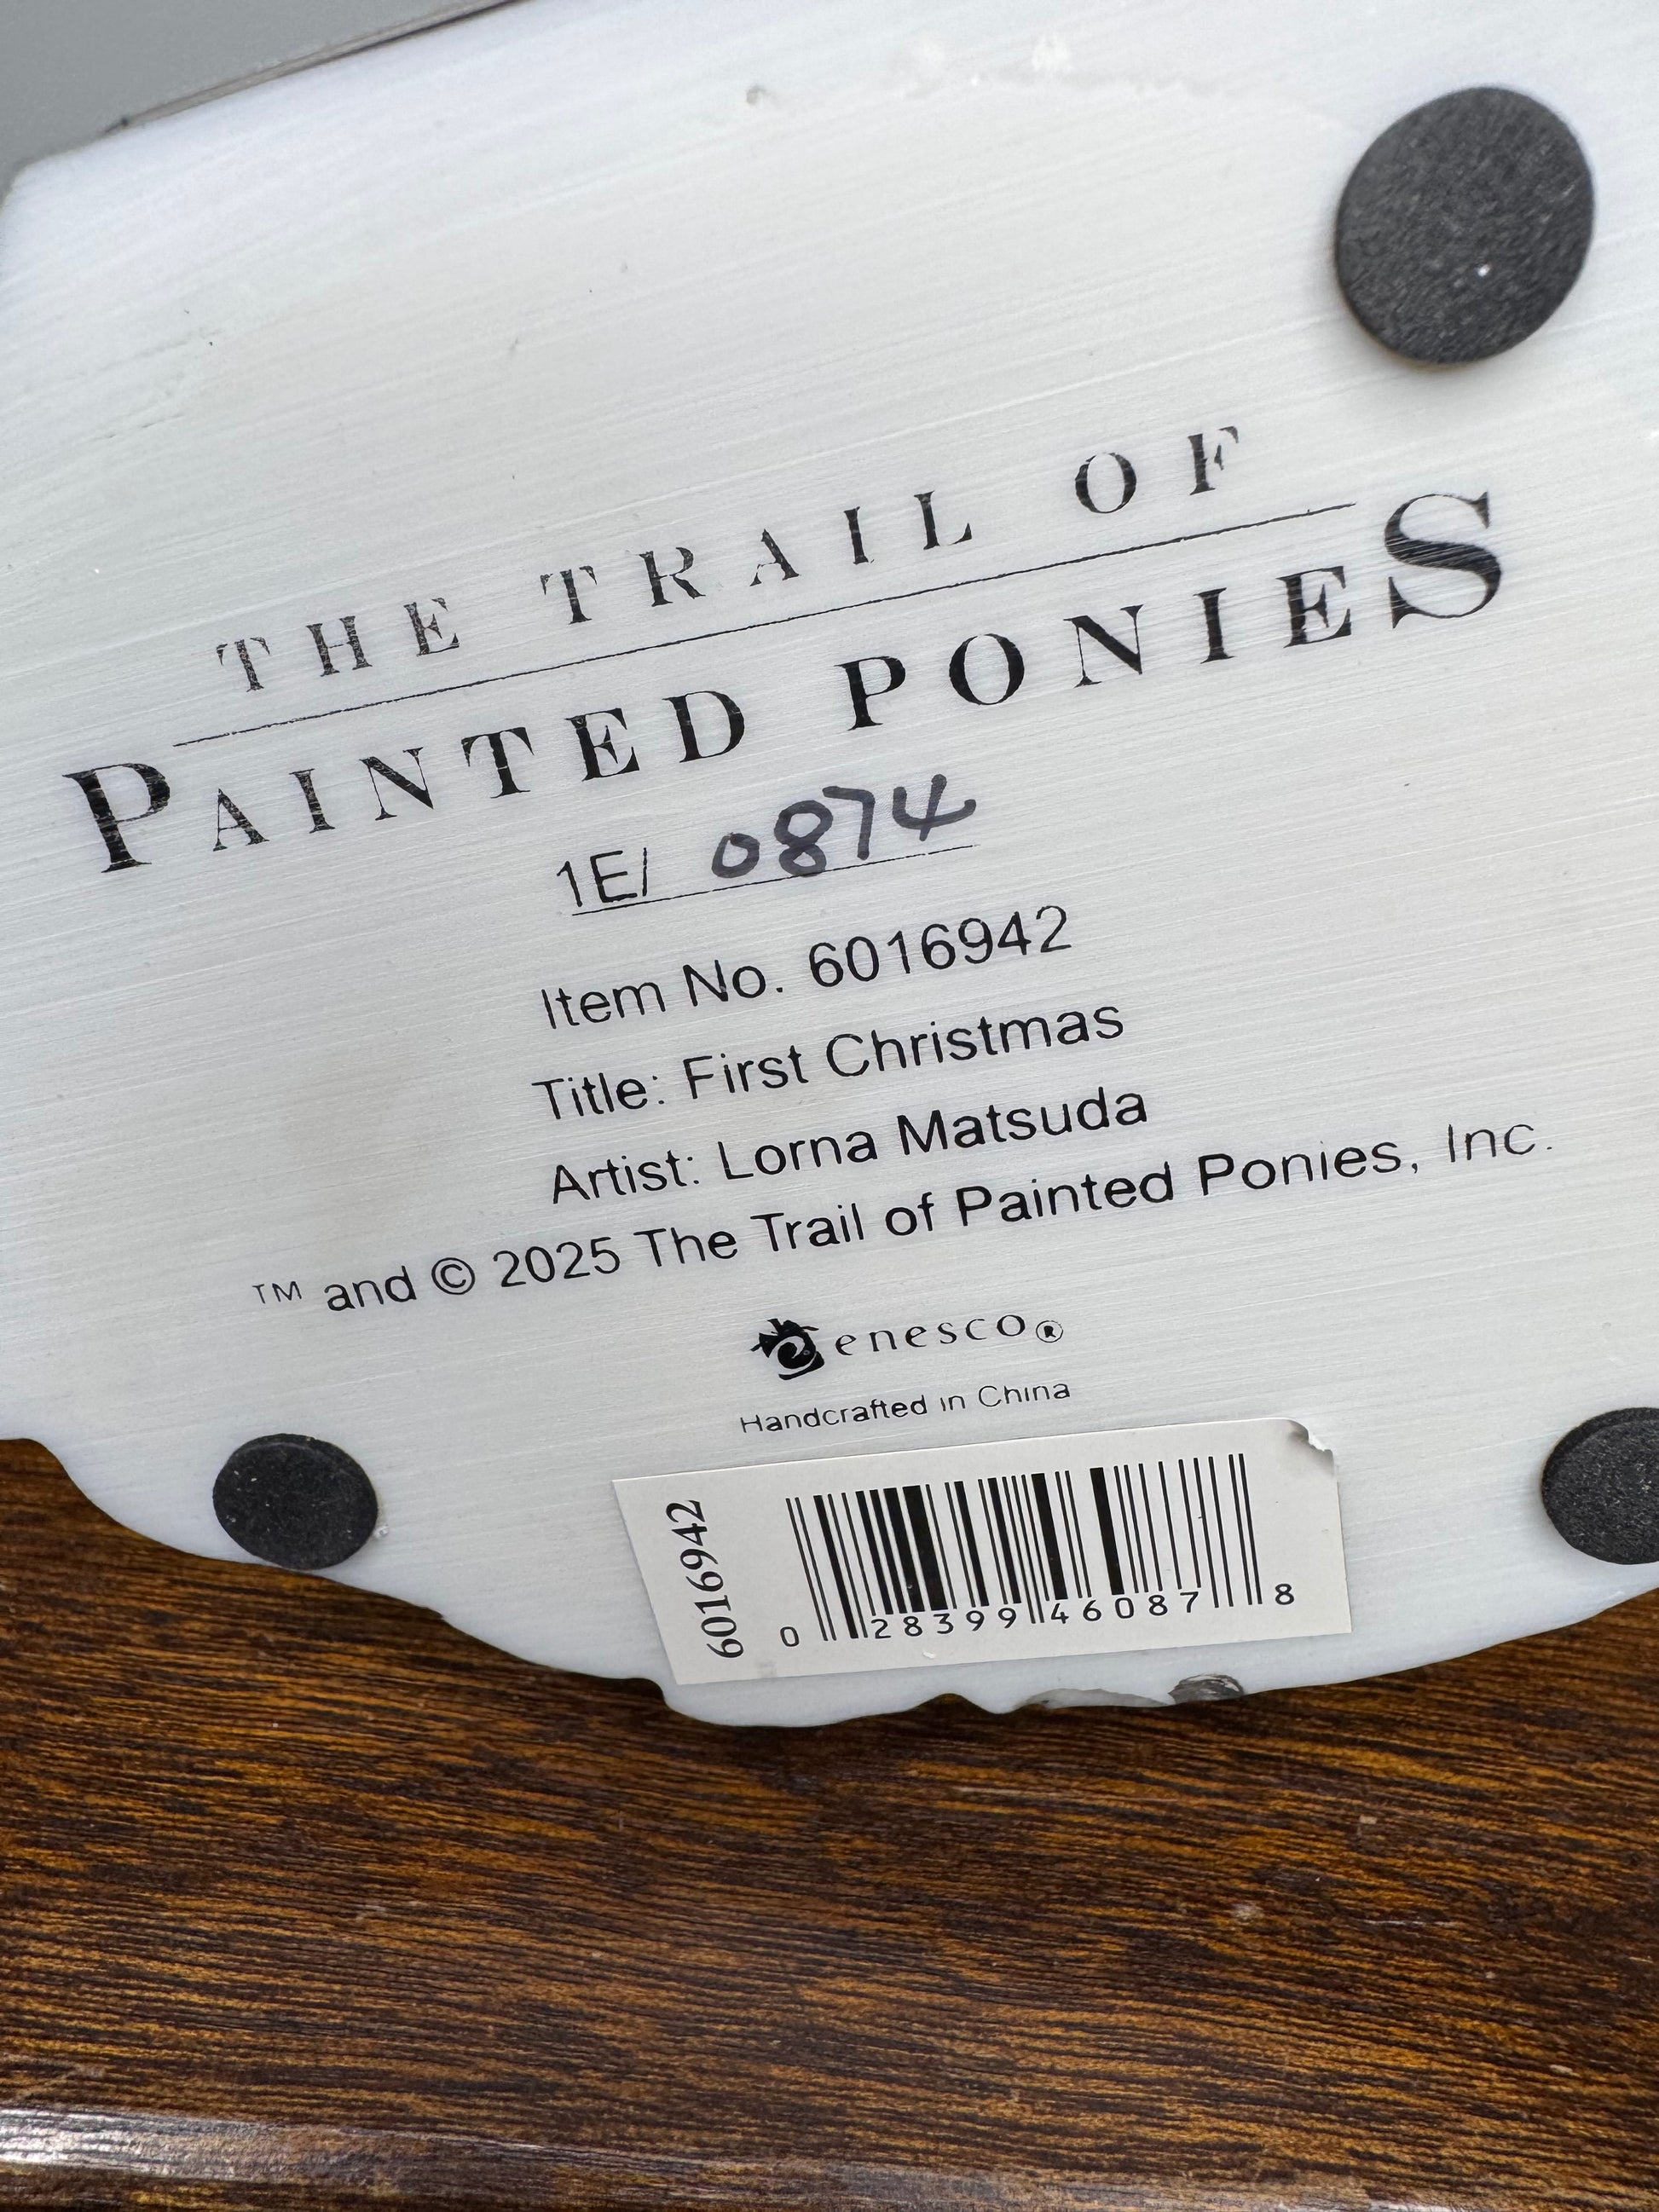 THE TRAIL OF
PAINTED PONIES
1E/ 0874
Item No. 6016942
Title: First Christmas
Artist: Lorna Matsuda
™ and © 2025 The Trail of Painted Ponies, Inc.
enesco®
Handcrafted in China
6016942
0 28399 46087 8